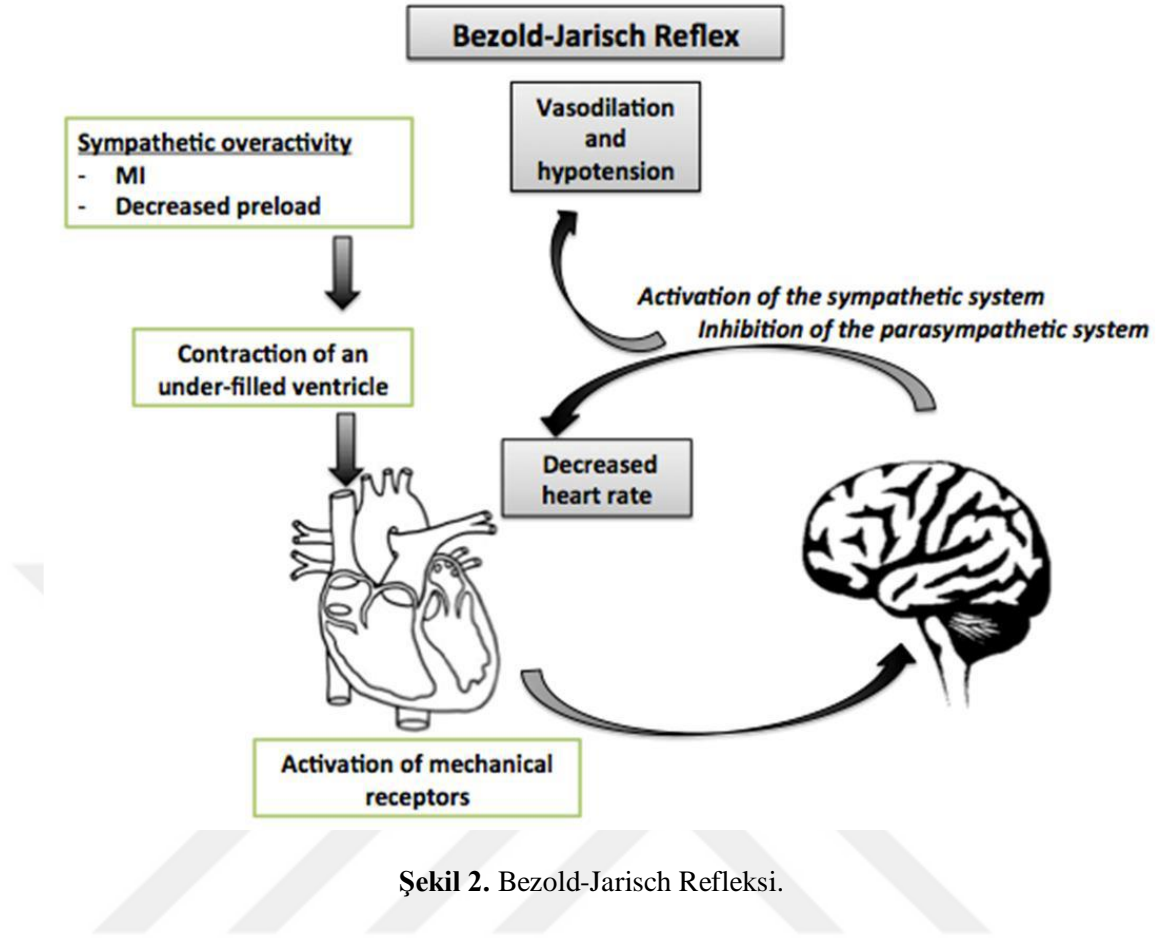 Bezold-Jarisch Reflex
Vasodilation
and
hypotension
Sympathetic overactivity
- MI
- Decreased preload
Activation of the sympathetic system
Inhibition of the parasympathetic system
Contraction of an
under-filled ventricle
Decreased
heart rate
Activation of mechanical
receptors
Şekil 2. Bezold-Jarisch Refleksi.